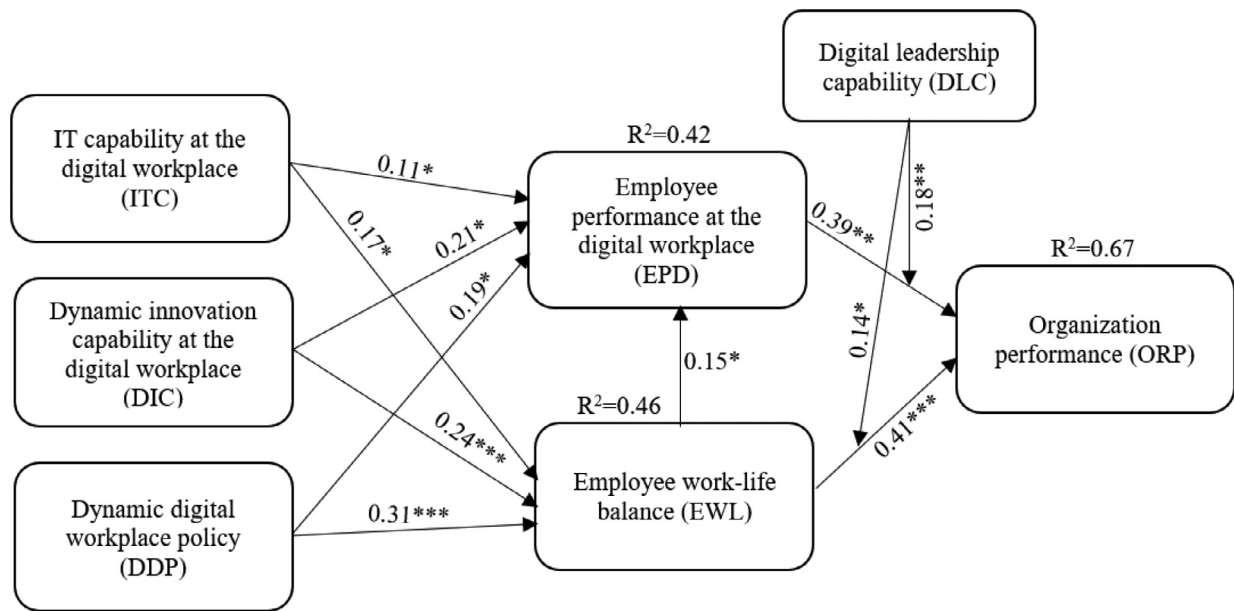 Digital leadership
capability (DLC)
IT capability at the
digital workplace
(ITC)
R²=0.42
0.11*
Employee
performance at the
digital workplace
(EPD)
0.18**
0.17*
0.21*
0.39**
R²=0.67
0.19*
Dynamic innovation
capability at the
digital workplace
(DIC)
0.14*
Organization
performance (ORP)
0.15*
R²=0.46
0.24***
0.41***
Employee work-life
balance (EWL)
Dynamic digital
workplace policy
(DDP)
0.31***